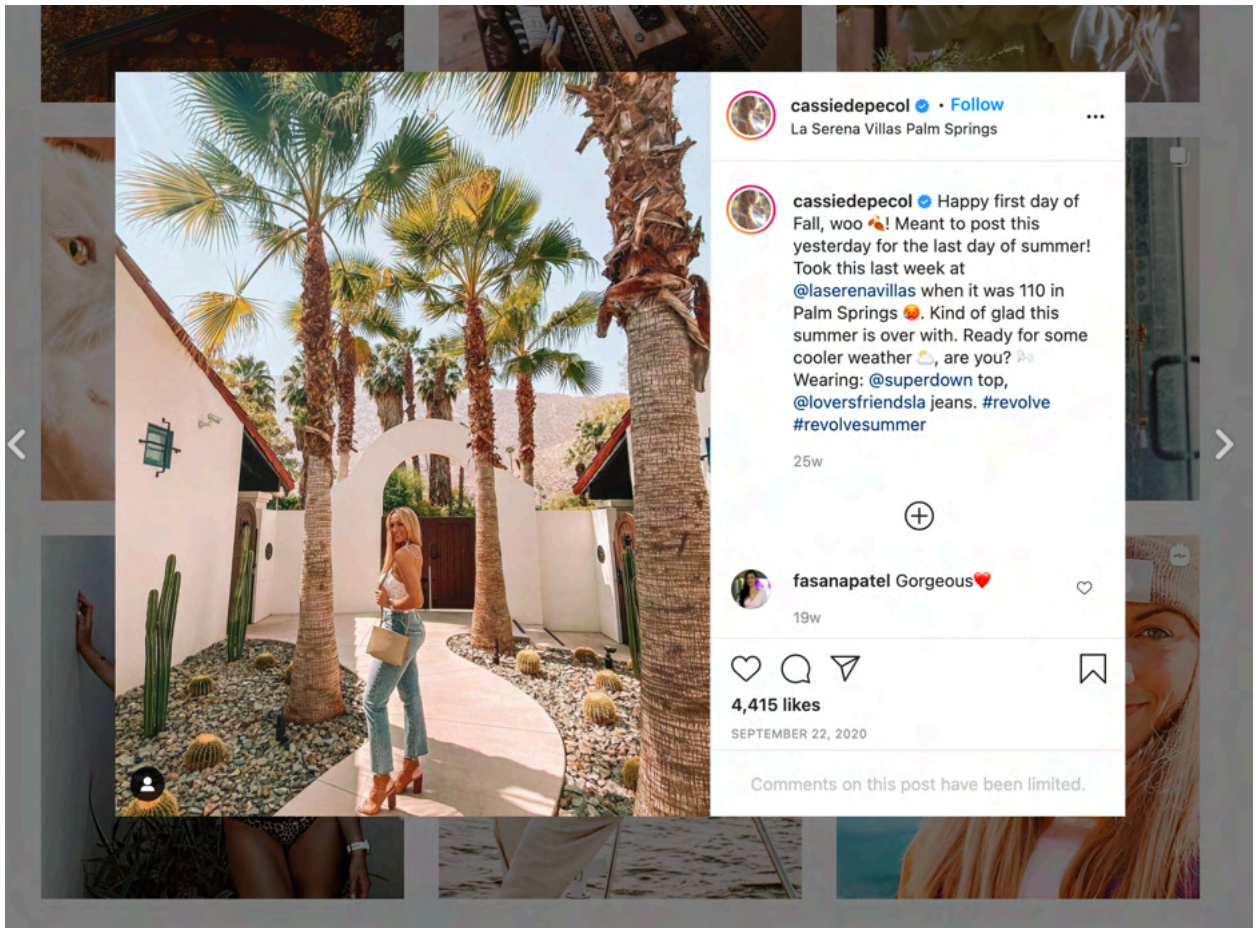 cassiedepecol • Follow
La Serena Villas Palm Springs
cassiedepecol Happy first day of
Fall, woo 🍂! Meant to post this
yesterday for the last day of summer!
Took this last week at
@laserenavillas when it was 110 in
Palm Springs 🥵. Kind of glad this
summer is over with. Ready for some
cooler weather 🌥, are you? 🌬
Wearing: @superdown top,
@loversfriendsla jeans. #revolve
#revolvesummer
25w
fasanapatel Gorgeous❤️
19w
4,415 likes
SEPTEMBER 22, 2020
Comments on this post have been limited.